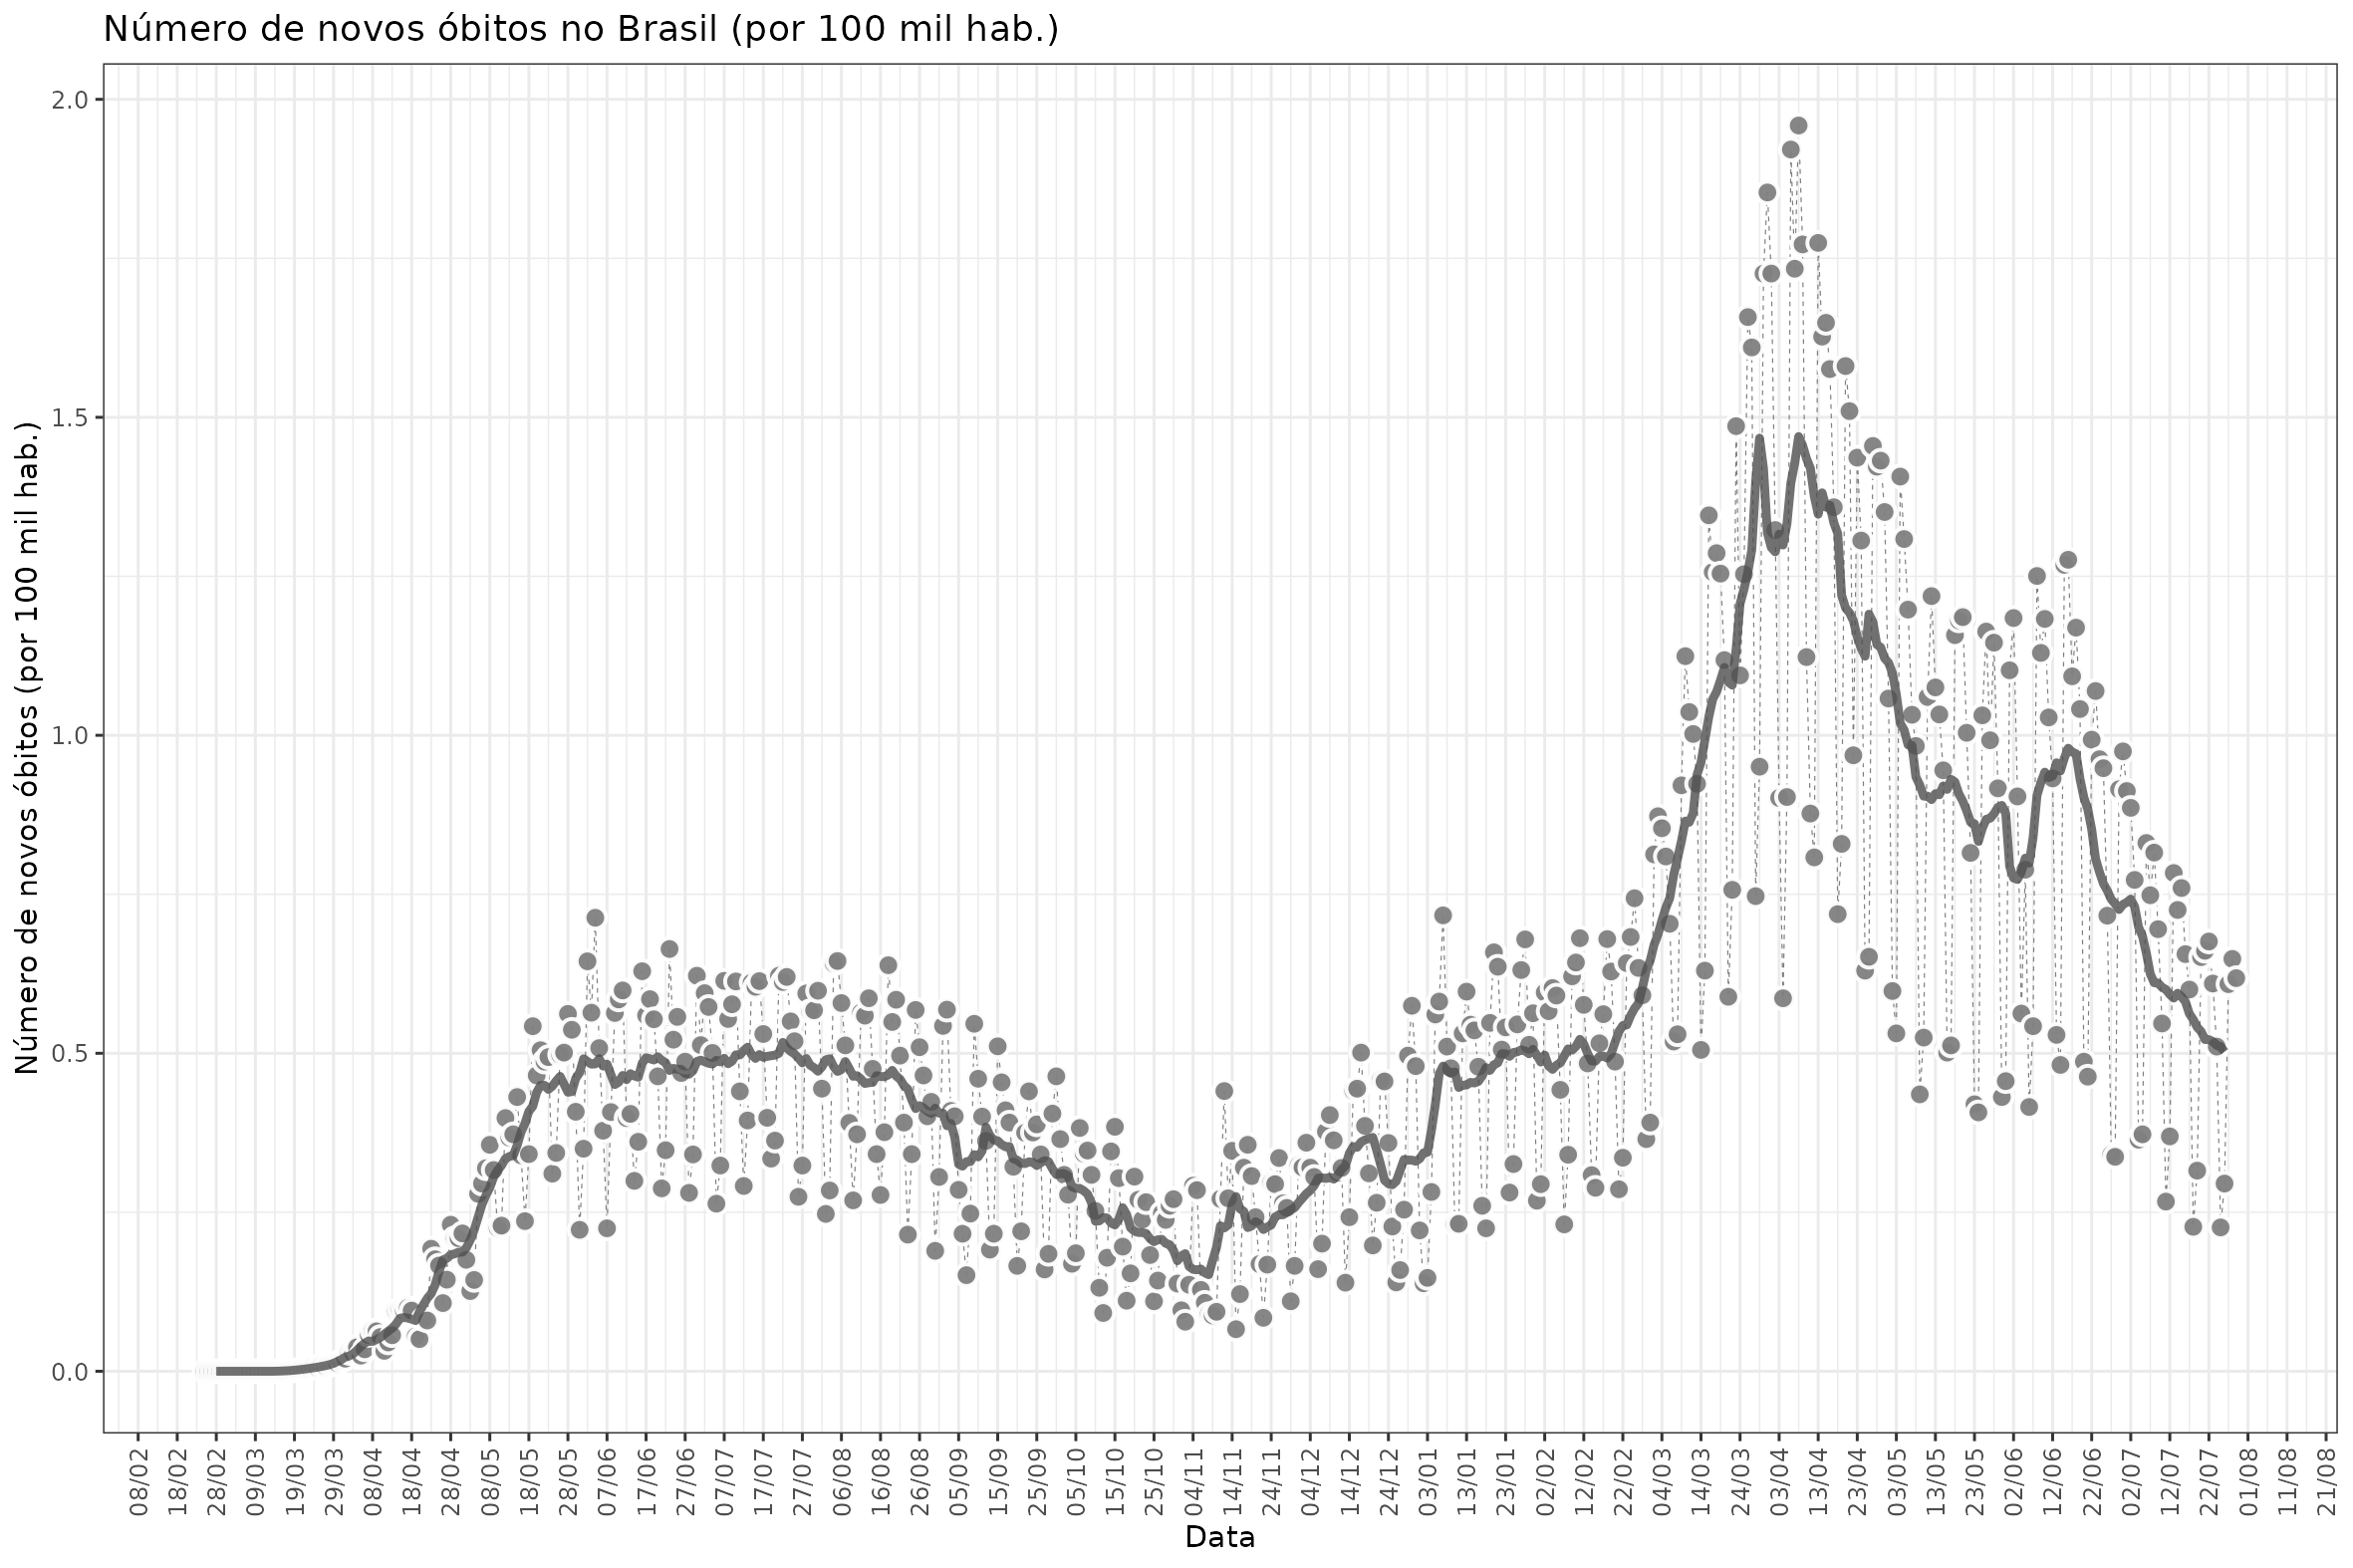 Número de novos óbitos no Brasil (por 100 mil hab.)
Número de novos óbitos (por 100 mil hab.)
2.0
1.5
1.0
0.5
0.0
08/02 18/02 28/02 09/03 19/03 29/03 08/04 18/04 28/04 08/05 18/05 28/05 07/06 17/06 27/06 07/07 17/07 27/07 06/08 16/08 26/08 05/09 15/09 25/09 05/10 15/10 25/10 04/11 14/11 24/11 04/12 14/12 24/12 03/01 13/01 23/01 02/02 12/02 22/02 04/03 14/03 24/03 03/04 13/04 23/04 03/05 13/05 23/05 02/06 12/06 22/06 02/07 12/07 22/07 01/08 11/08 21/08
Data